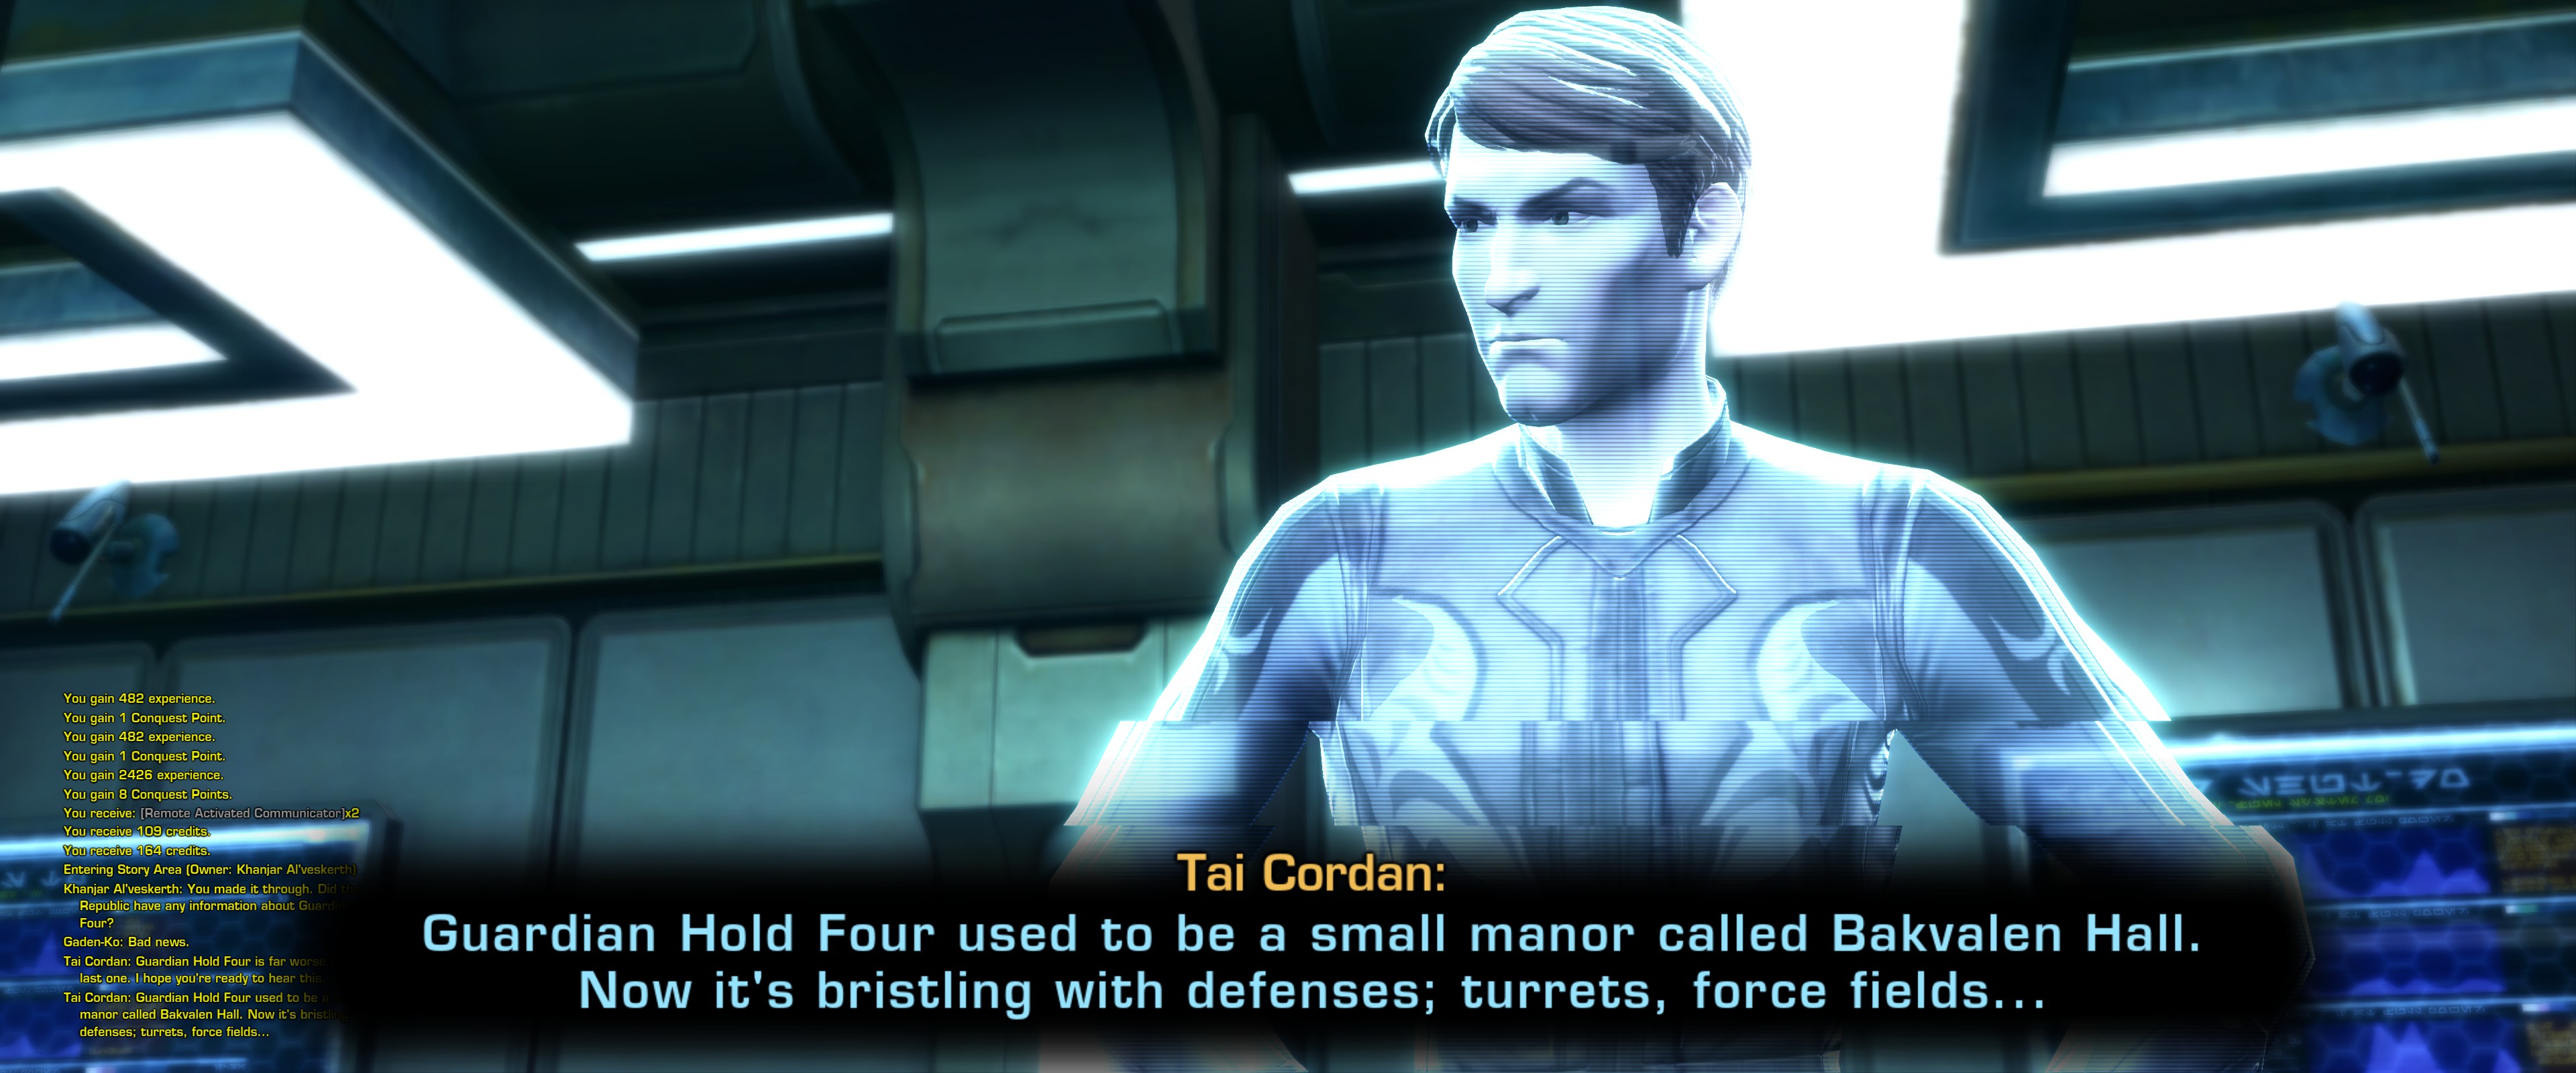 You gain 482 experience.
You gain 1 Conquest Point.
You gain 482 experience.
You gain 1 Conquest Point.
You gain 2426 experience.
You gain 8 Conquest Points.
You receive: [Remote Activated Communicator]x2
You receive 109 credits.
You receive 164 credits.
Entering Story Area (Owner: Khanjar Al'veskerth)
Khanjar Al'veskerth: You made it through. Did
Republic have any information about Guardian
Four?
Gaden-Ko: Bad news.
Tai Cordan: Guardian Hold Four is far worse
last one. I hope you're ready to hear this.
Tai Cordan: Guardian Hold Four used to be a
manor called Bakvalen Hall. Now it's bristling
defenses; turrets, force fields...
Tai Cordan:
Guardian Hold Four used to be a small manor called Bakvalen Hall.
Now it's bristling with defenses; turrets, force fields...